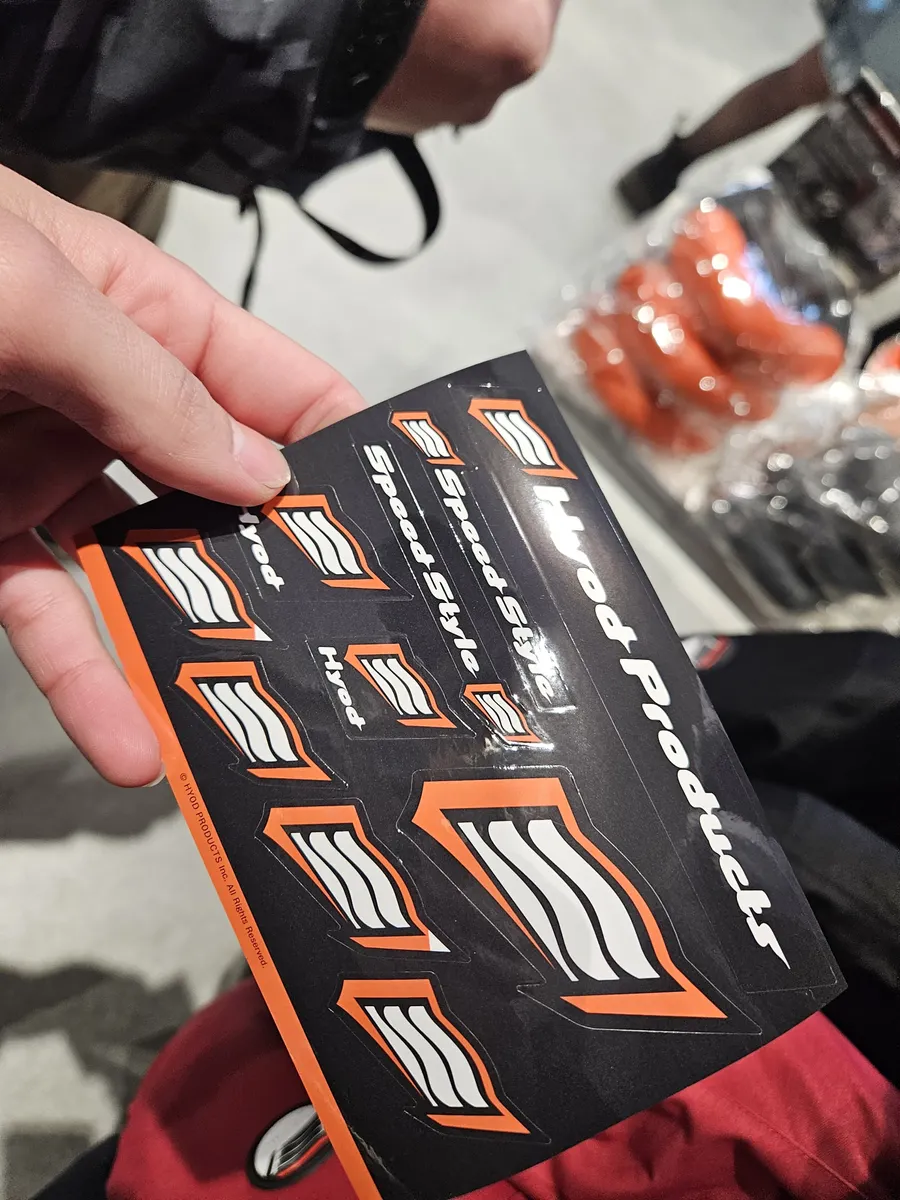 Hyod Products
Speed Style
Speed Style
Hyod
Hyod
© HYOD PRODUCTS Inc. All Rights Reserved.